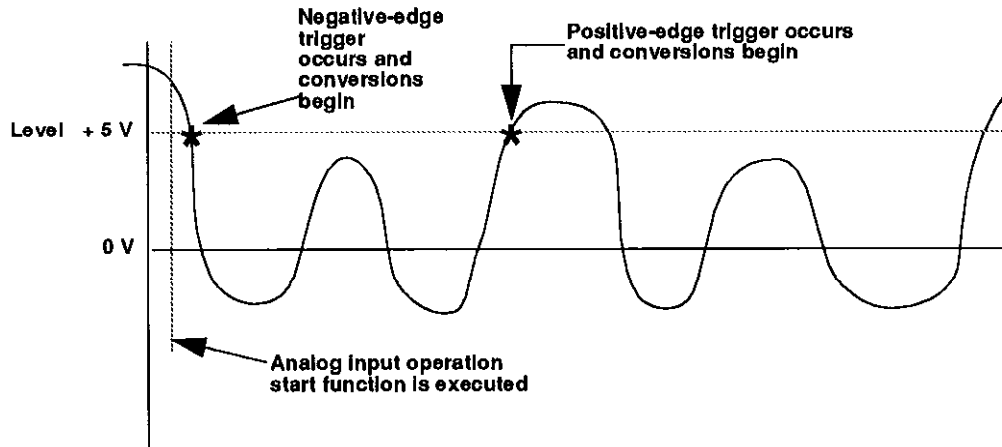 Negative-edge
trigger
occurs and
conversions
begin
Positive-edge trigger occurs
and conversions begin
Level + 5 V
0 V
Analog input operation
start function is executed